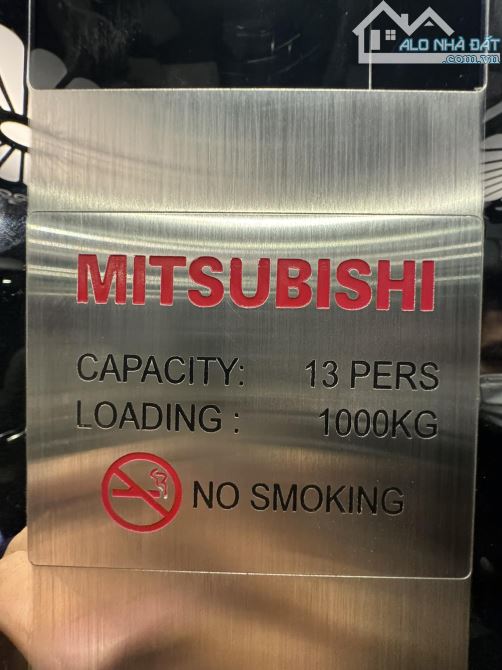 ALO NHÀ ĐẤT
.com.vn
MITSUBISHI
CAPACITY: 13 PERS
LOADING : 1000KG
NO SMOKING